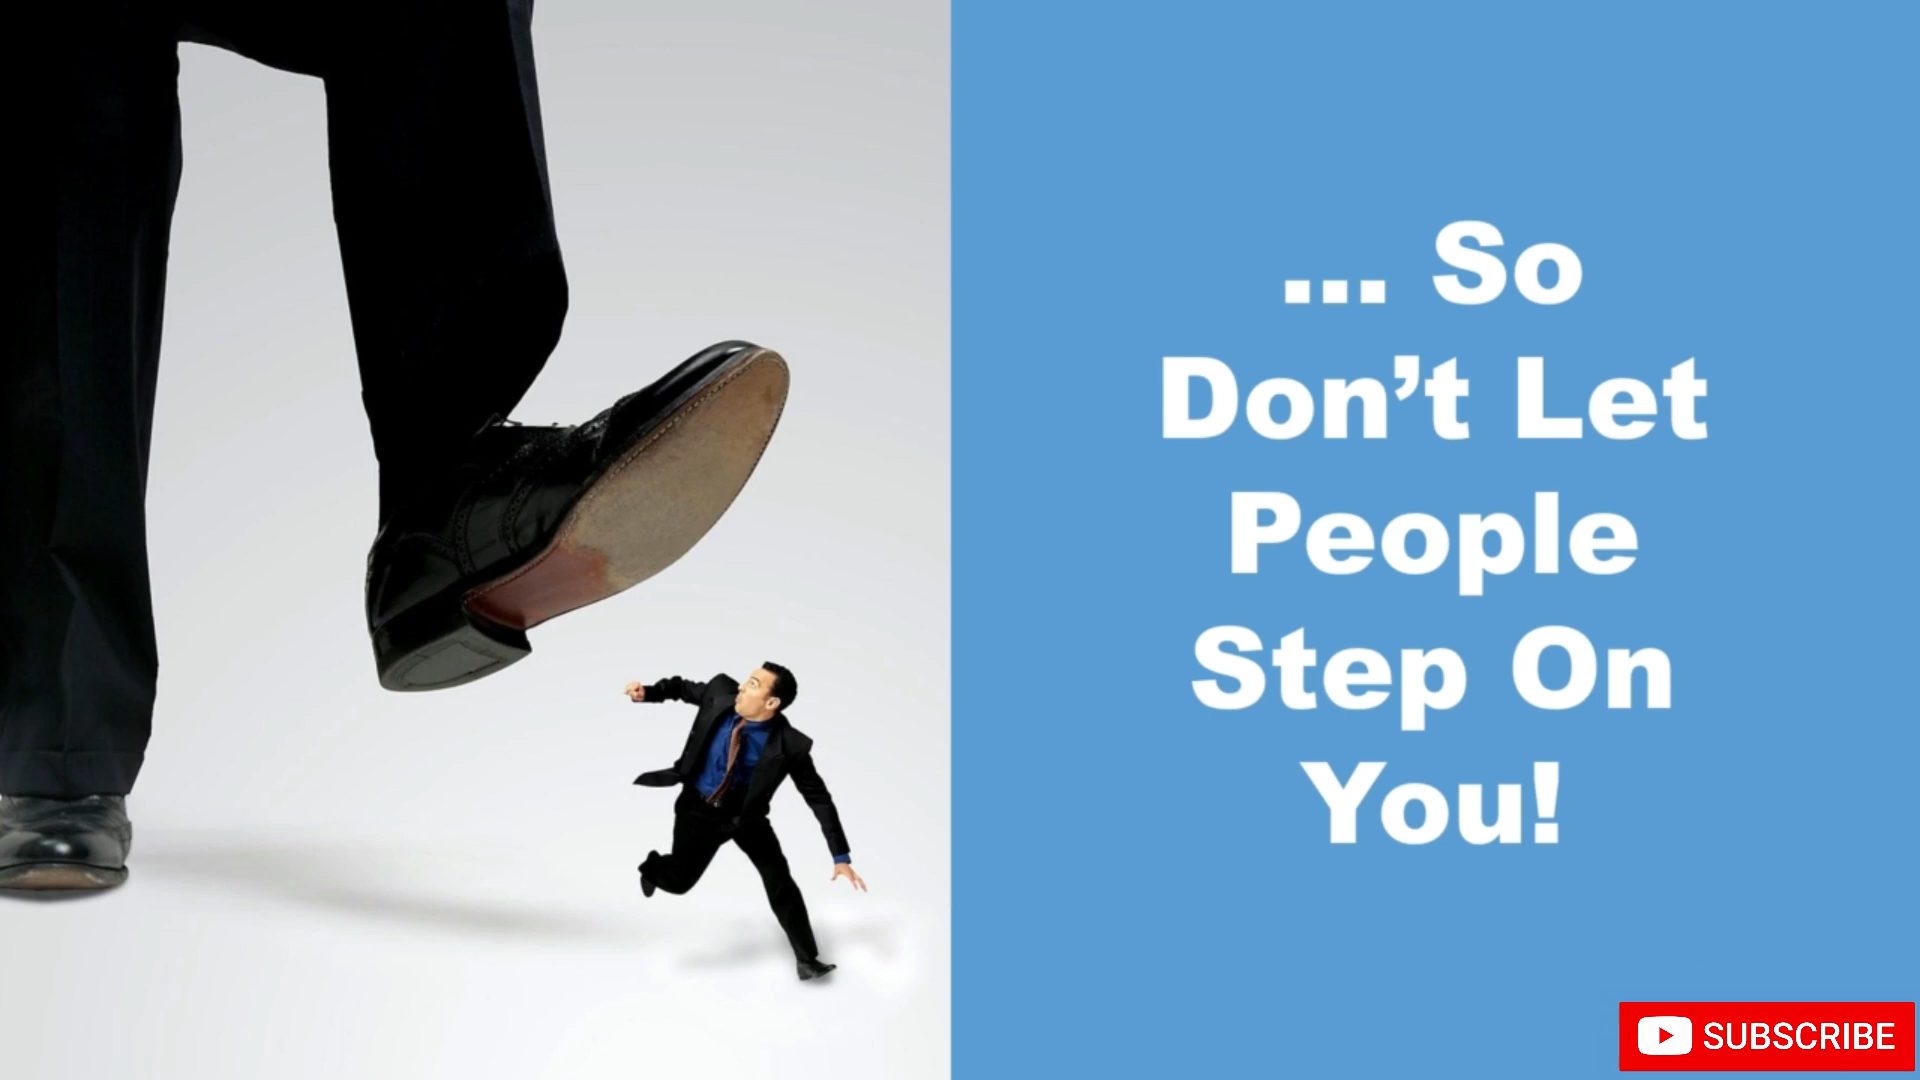 ... So
Don’t Let
People
Step On
You!
SUBSCRIBE